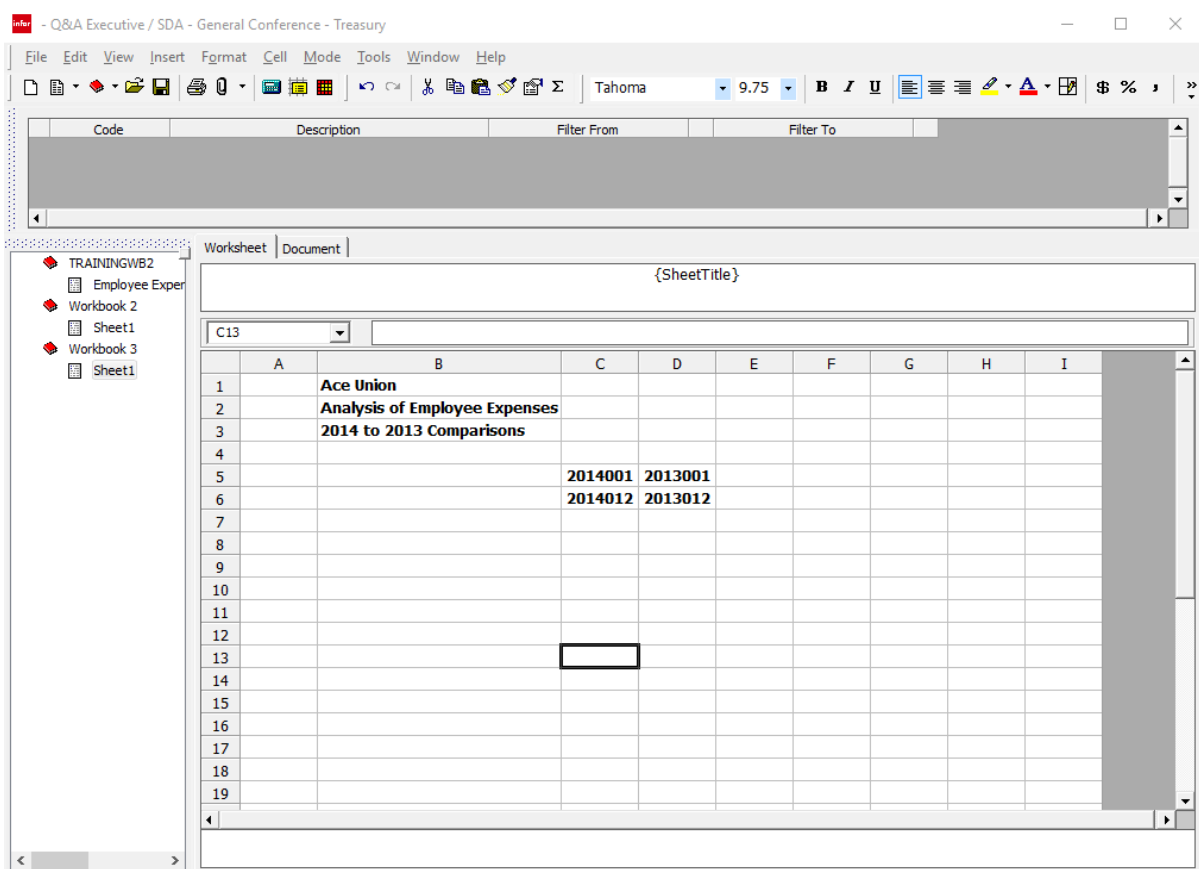 infor - Q&A Executive / SDA - General Conference - Treasury
File Edit View Insert Format Cell Mode Tools Window Help
Σ Tahoma 9.75 B I U A $ % , »
Code Description Filter From Filter To
Worksheet Document
TRAININGWB2
Employee Exper
Workbook 2
Sheet1
Workbook 3
Sheet1
{SheetTitle}
C13
A B C D E F G H I
1 Ace Union
2 Analysis of Employee Expenses
3 2014 to 2013 Comparisons
4
5 2014001 2013001
6 2014012 2013012
7
8
9
10
11
12
13
14
15
16
17
18
19